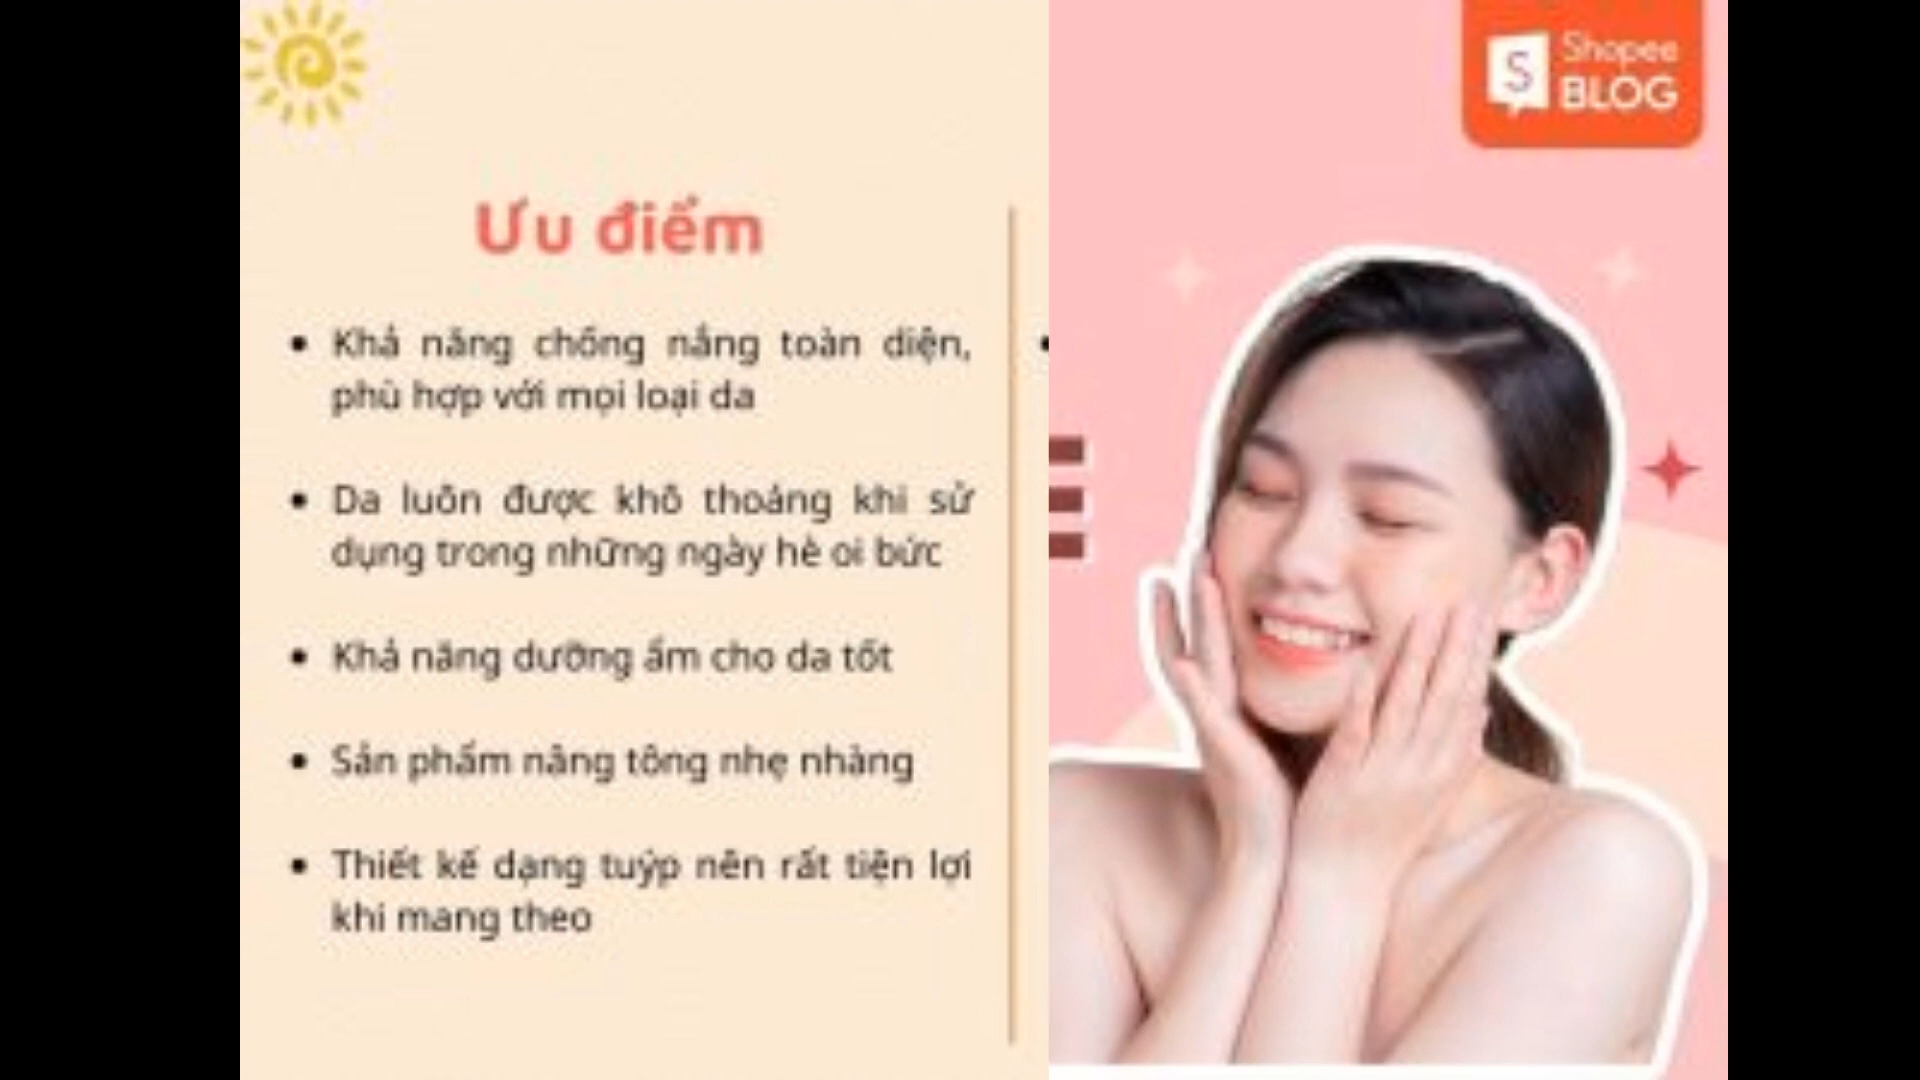 Ưu điểm
• Khả năng chống nắng toàn diện,
phù hợp với mọi loại da
• Da luôn được khô thoáng khi sử
dụng trong những ngày hè oi bức
• Khả năng dưỡng ẩm cho da tốt
• Sản phẩm nâng tông nhẹ nhàng
• Thiết kế dạng tuýp nên rất tiện lợi
khi mang theo
S
Shopee
BLOG